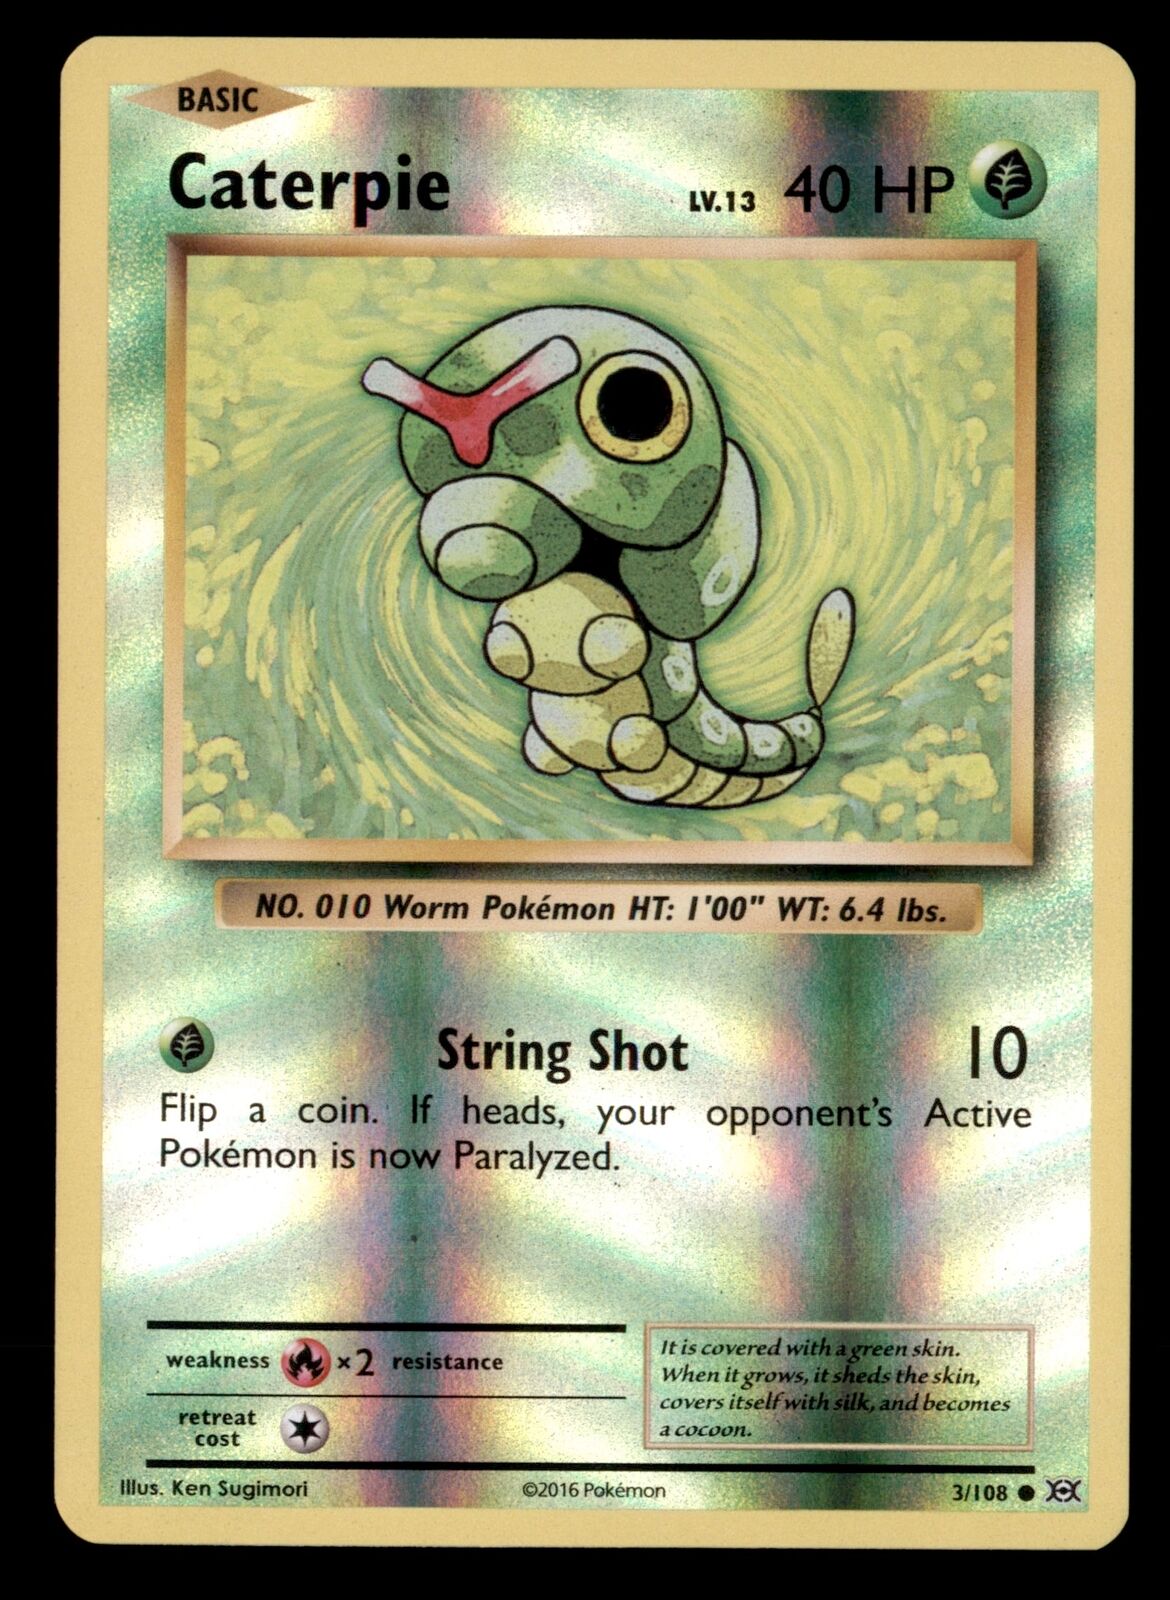 BASIC
Caterpie LV.13 40 HP
NO. 010 Worm Pokémon HT: 1'00" WT: 6.4 lbs.
String Shot 10
Flip a coin. If heads, your opponent's Active
Pokémon is now Paralyzed.
weakness ×2 resistance
retreat
cost
It is covered with a green skin.
When it grows, it sheds the skin,
covers itself with silk, and becomes
a cocoon.
Illus. Ken Sugimori ©2016 Pokémon 3/108